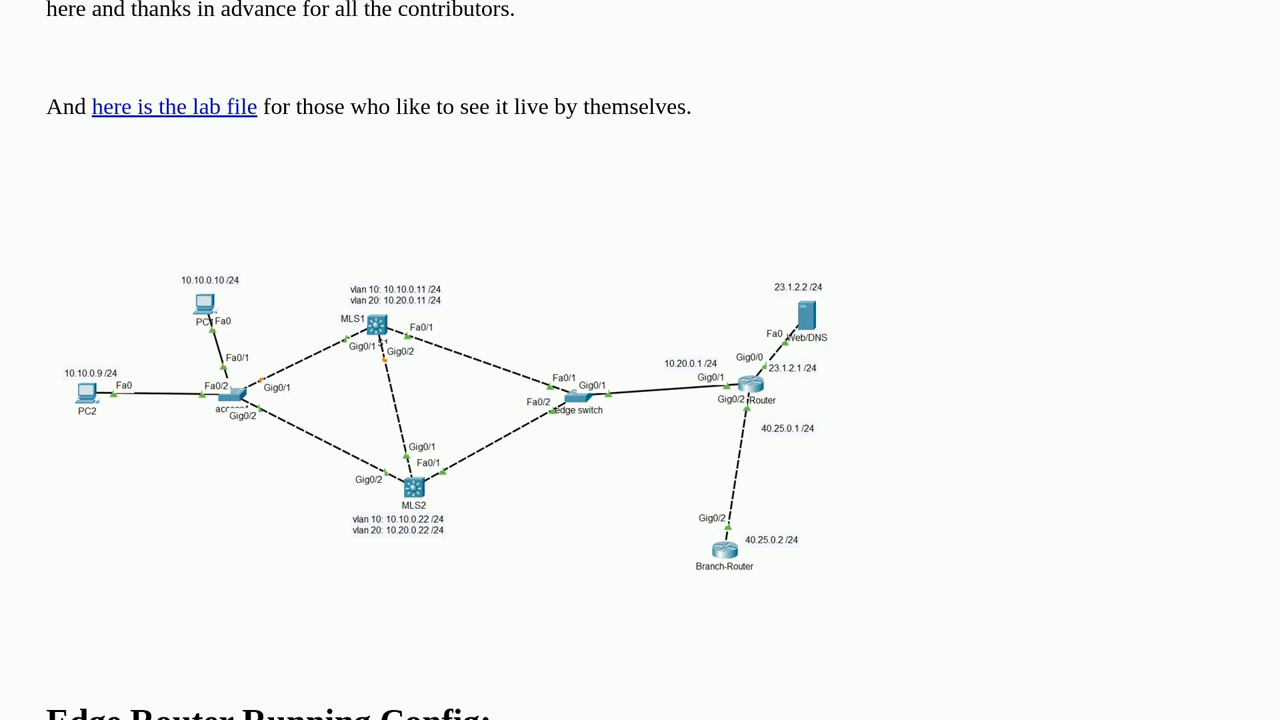 here and thanks in advance for all the contributors.
And here is the lab file for those who like to see it live by themselves.
10.10.0.10 /24
PC1
Fa0
Fa0/1
10.10.0.9 /24
Fa0
PC2
Fa0/2
Gig0/1
Gig0/2
vlan 10: 10.10.0.11 /24
vlan 20: 10.20.0.11 /24
MLS1
Fa0/1
Gig0/1
Gig0/2
Gig0/1
Fa0/1
Gig0/2
MLS2
vlan 10: 10.10.0.22 /24
vlan 20: 10.20.0.22 /24
Fa0/1
Gig0/1
Fa0/2
Edge switch
10.20.0.1 /24
Gig0/1
23.1.2.2 /24
Fa0
Web/DNS
Gig0/0
23.1.2.1 /24
Gig0/2
Router
40.25.0.1 /24
Gig0/2
40.25.0.2 /24
Branch-Router
Edge Router Running Config: